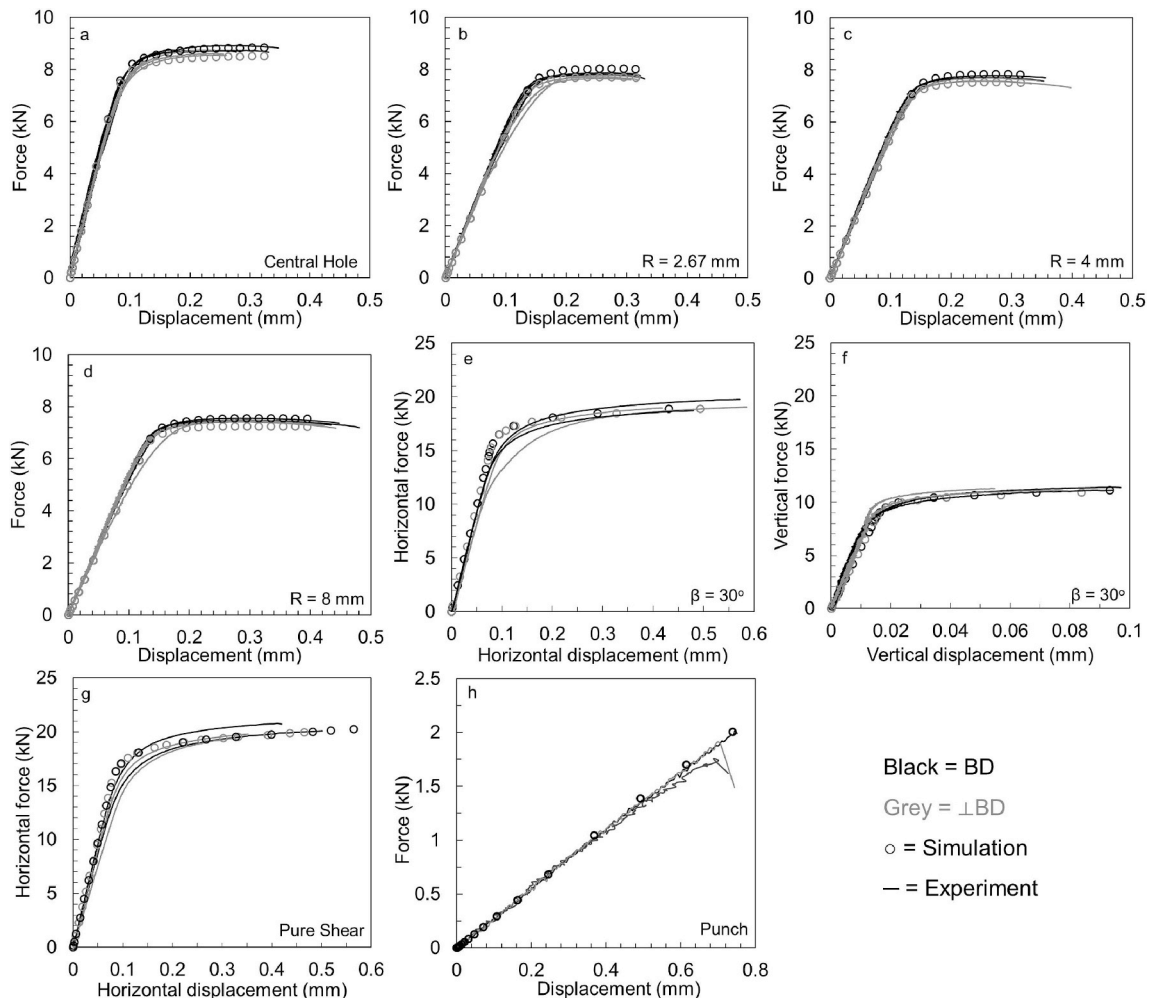 a
10
8
6
4
2
0
Force (kN)
Central Hole
0 0.1 0.2 0.3 0.4 0.5
Displacement (mm)
b
10
8
6
4
2
0
Force (kN)
R = 2.67 mm
0 0.1 0.2 0.3 0.4 0.5
Displacement (mm)
c
10
8
6
4
2
0
Force (kN)
R = 4 mm
0 0.1 0.2 0.3 0.4 0.5
Displacement (mm)
d
10
8
6
4
2
0
Force (kN)
R = 8 mm
0 0.1 0.2 0.3 0.4 0.5
Displacement (mm)
e
25
20
15
10
5
0
Horizontal force (kN)
β = 30°
0 0.1 0.2 0.3 0.4 0.5 0.6
Horizontal displacement (mm)
f
25
20
15
10
5
0
Vertical force (kN)
β = 30°
0 0.02 0.04 0.06 0.08 0.1
Vertical displacement (mm)
g
25
20
15
10
5
0
Horizontal force (kN)
Pure Shear
0 0.1 0.2 0.3 0.4 0.5 0.6
Horizontal displacement (mm)
h
2.5
2
1.5
1
0.5
0
Force (kN)
Punch
0 0.2 0.4 0.6 0.8
Displacement (mm)
Black = BD
Grey = ⊥BD
○ = Simulation
— = Experiment